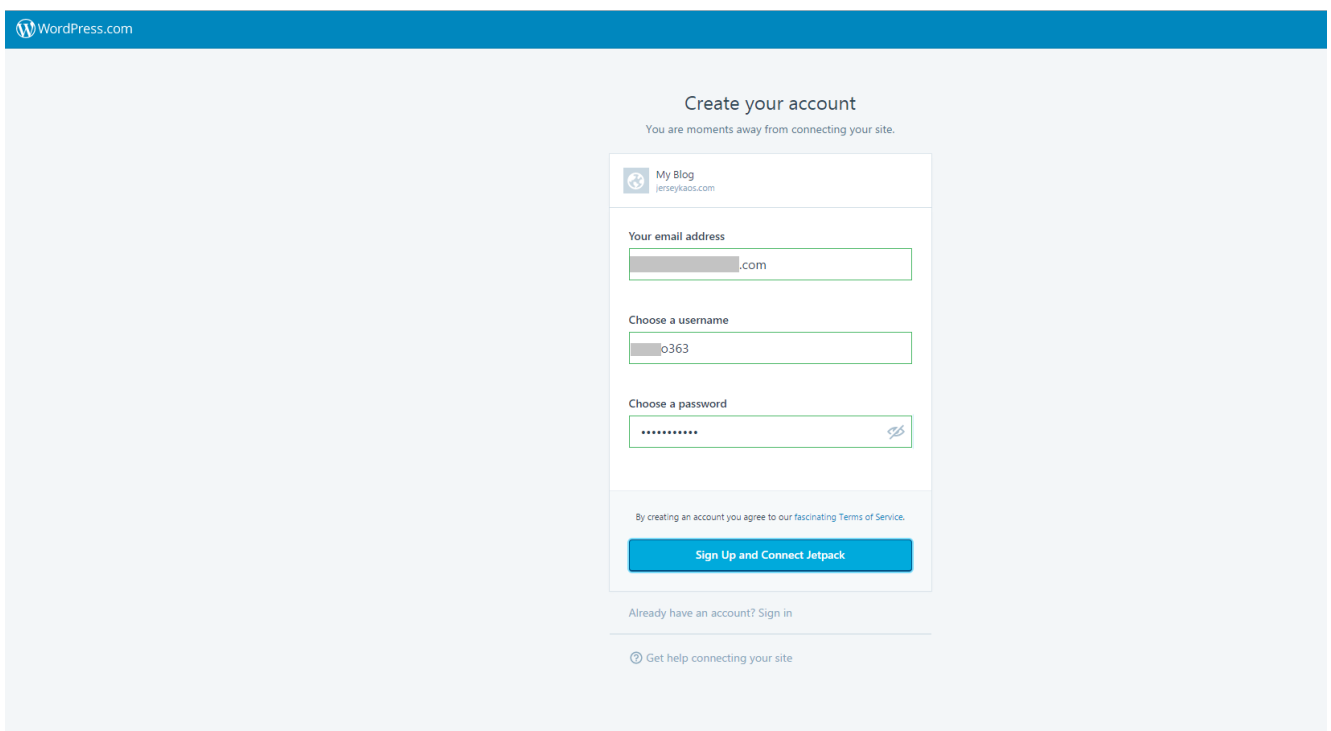 WordPress.com
Create your account
You are moments away from connecting your site.
My Blog
jerseykaos.com
Your email address
.com
Choose a username
o363
Choose a password
•••••••••••
By creating an account you agree to our fascinating Terms of Service.
Sign Up and Connect Jetpack
Already have an account? Sign in
Get help connecting your site